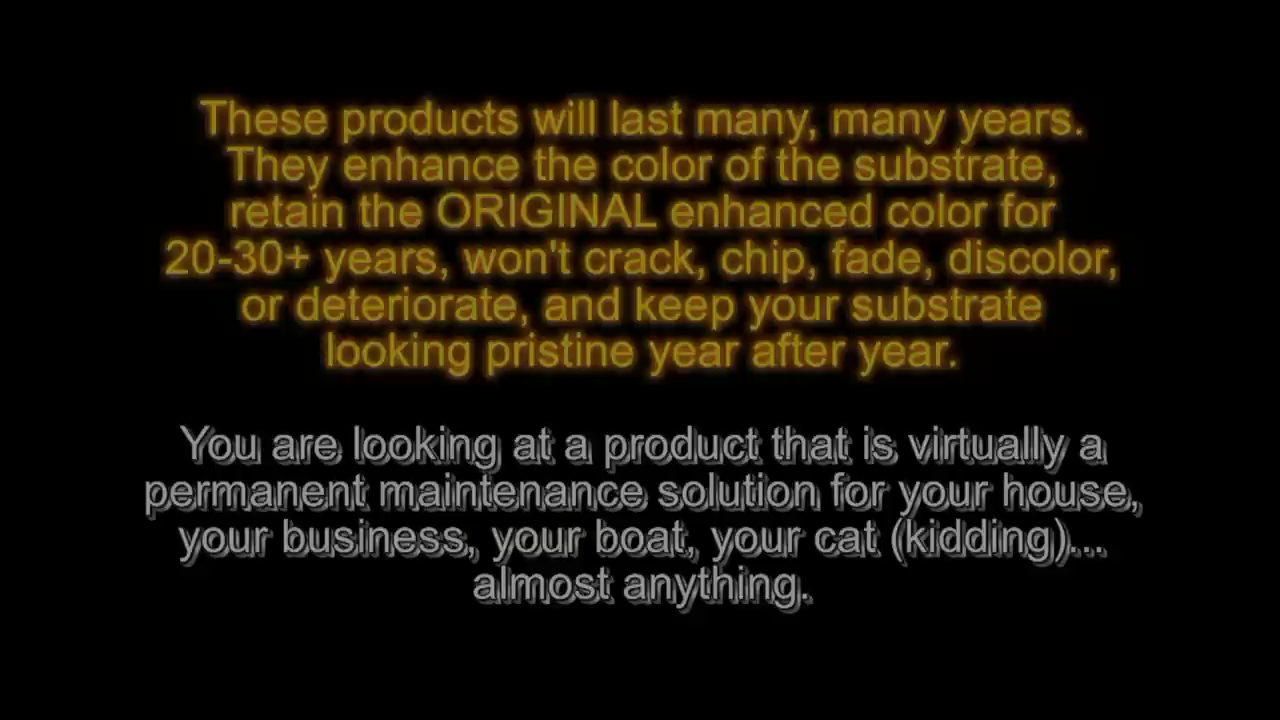 These products will last many, many years.
They enhance the color of the substrate,
retain the ORIGINAL enhanced color for
20-30+ years, won't crack, chip, fade, discolor,
or deteriorate, and keep your substrate
looking pristine year after year.
You are looking at a product that is virtually a
permanent maintenance solution for your house,
your business, your boat, your cat (kidding)...
almost anything.